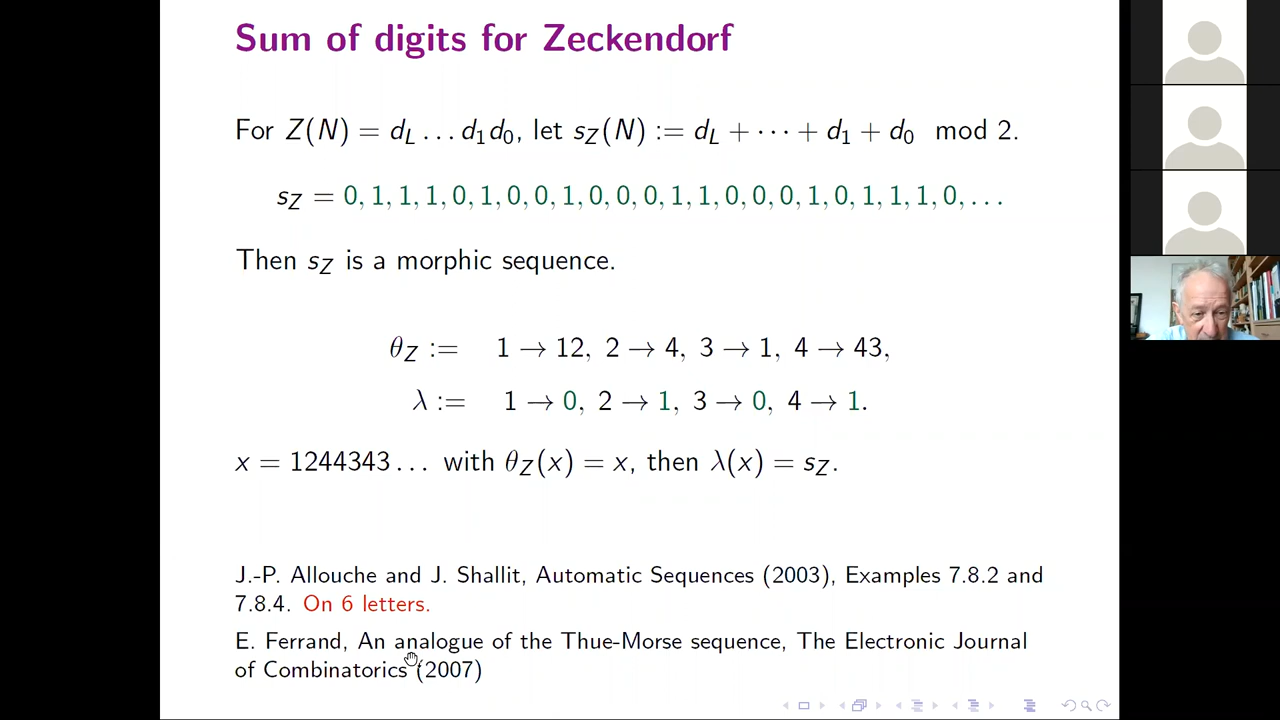 Sum of digits for Zeckendorf
For Z(N) = d_L … d_1 d_0, let s_Z(N) := d_L + ⋯ + d_1 + d_0 mod 2.
s_Z = 0, 1, 1, 1, 0, 1, 0, 0, 1, 0, 0, 0, 1, 1, 0, 0, 0, 1, 0, 1, 1, 1, 0, …
Then s_Z is a morphic sequence.
θ_Z := 1 → 12, 2 → 4, 3 → 1, 4 → 43,
λ := 1 → 0, 2 → 1, 3 → 0, 4 → 1.
x = 1244343 … with θ_Z(x) = x, then λ(x) = s_Z.
J.-P. Allouche and J. Shallit, Automatic Sequences (2003), Examples 7.8.2 and
7.8.4. On 6 letters.
E. Ferrand, An analogue of the Thue-Morse sequence, The Electronic Journal
of Combinatorics (2007)